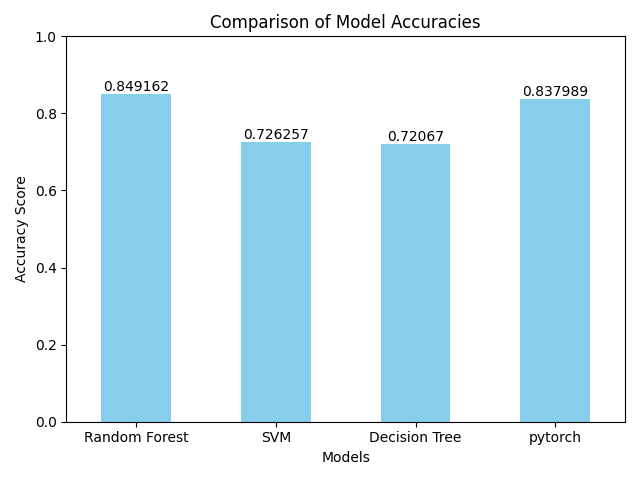 Comparison of Model Accuracies
1.0
0.8
0.6
0.4
0.2
0.0
Accuracy Score
0.849162
0.726257
0.72067
0.837989
Random Forest
SVM
Decision Tree
pytorch
Models